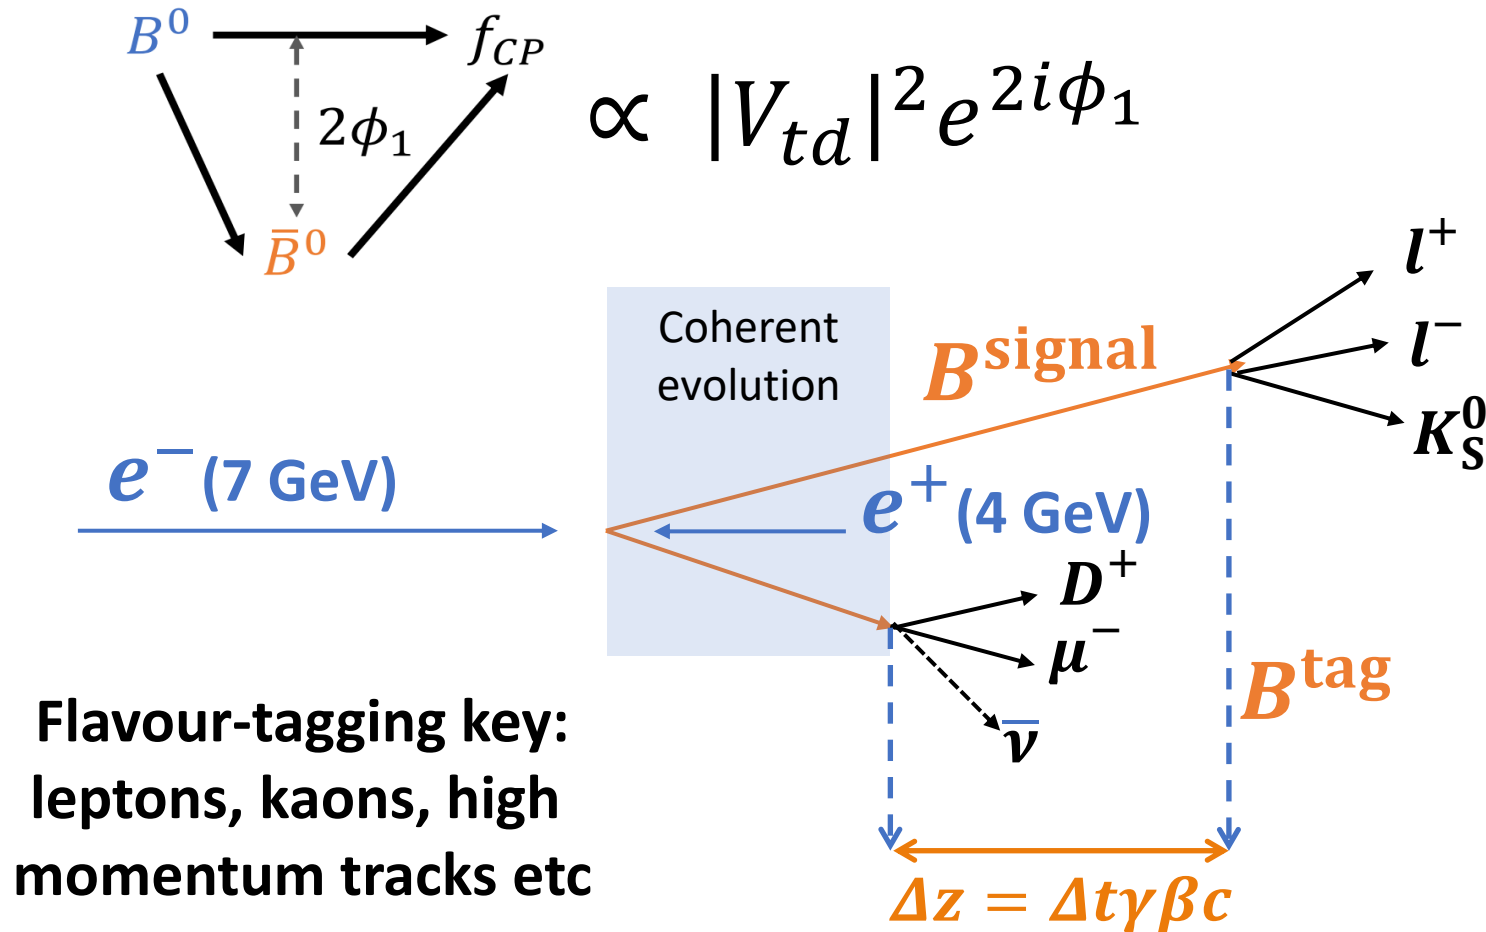 B⁰
f_CP
2ϕ₁
B̅⁰
∝ |V_td|² e^{2iϕ₁}
Coherent
evolution
B^signal
l⁺
l⁻
K_S⁰
e⁻ (7 GeV)
e⁺ (4 GeV)
D⁺
μ⁻
ν̅
B^tag
Flavour-tagging key:
leptons, kaons, high
momentum tracks etc
Δz = Δtγβc